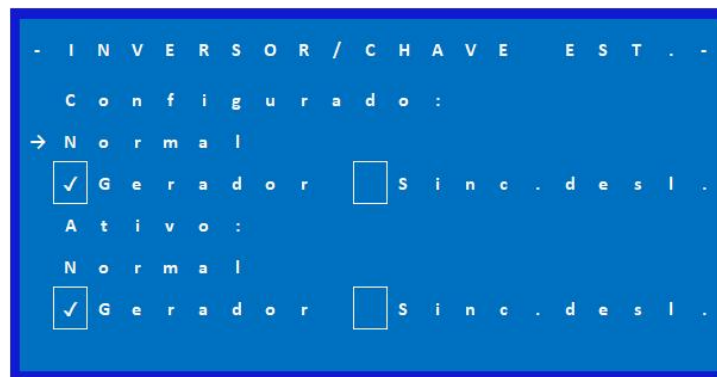 - INVERSOR/CHAVE EST. -
Configurado:
→ Normal
✓ Gerador Sinc.desl.
Ativo:
Normal
✓ Gerador Sinc.desl.